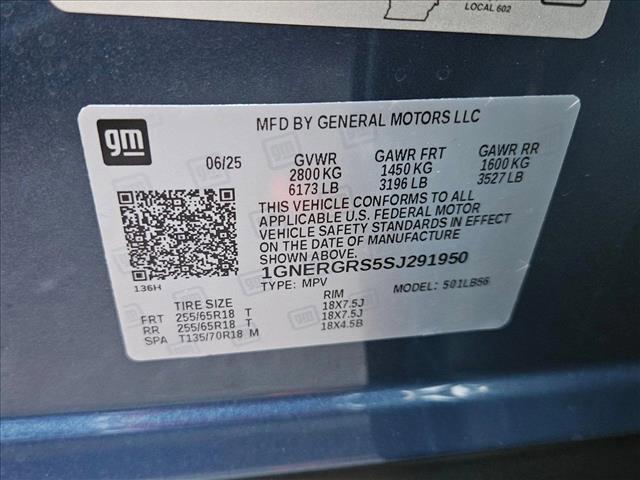 LOCAL 602
gm
MFD BY GENERAL MOTORS LLC
06/25 GVWR GAWR FRT GAWR RR
2800 KG 1450 KG 1600 KG
6173 LB 3196 LB 3527 LB
THIS VEHICLE CONFORMS TO ALL
APPLICABLE U.S. FEDERAL MOTOR
VEHICLE SAFETY STANDARDS IN EFFECT
ON THE DATE OF MANUFACTURE
SHOWN ABOVE.
1GNERGRS5SJ291950
136H
TYPE: MPV MODEL: 501LB56
TIRE SIZE RIM
FRT 255/65R18 T 18X7.5J
RR 255/65R18 T 18X7.5J
SPA T135/70R18 M 18X4.5B